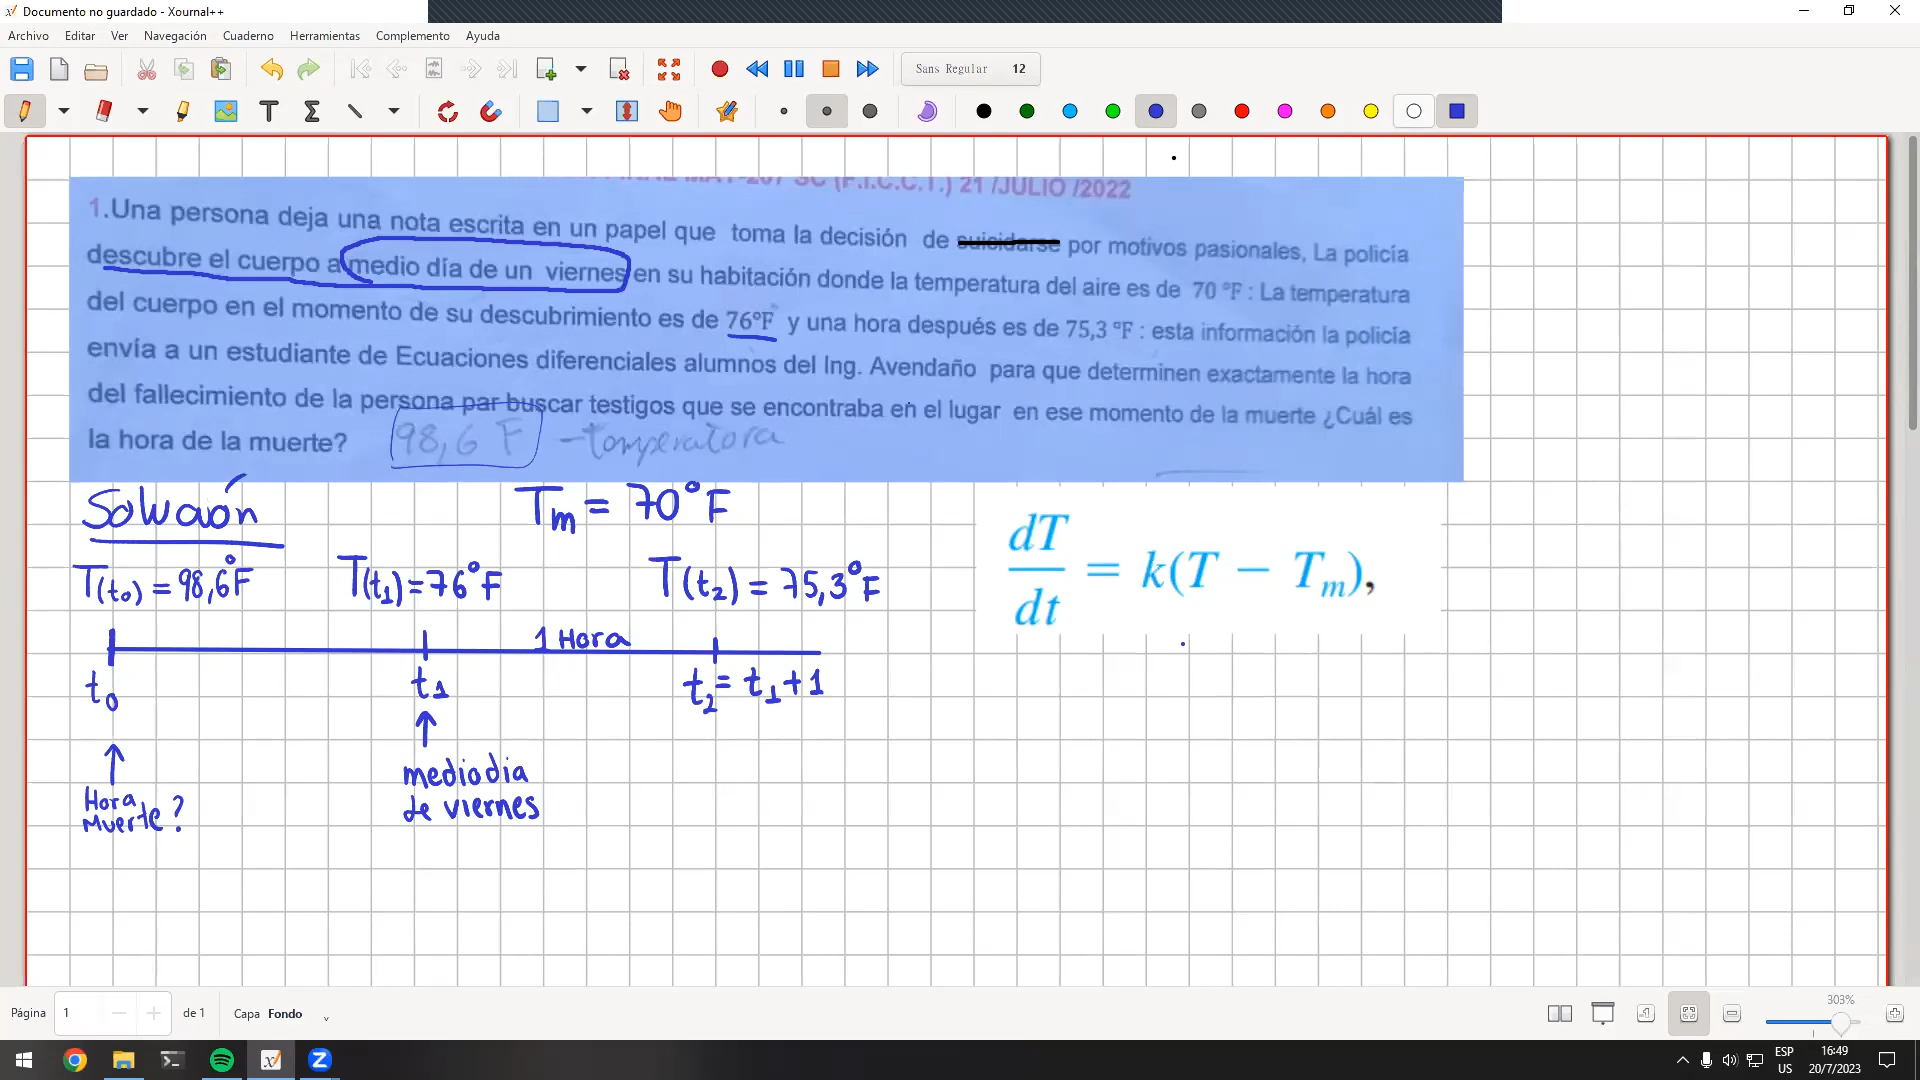 Documento no guardado - Xournal++
Archivo Editar Ver Navegación Cuaderno Herramientas Complemento Ayuda
Sans Regular 12
21 /JULIO /2022
1.Una persona deja una nota escrita en un papel que toma la decisión de suicidarse por motivos pasionales, La policía
descubre el cuerpo a medio día de un viernes en su habitación donde la temperatura del aire es de 70 °F : La temperatura
del cuerpo en el momento de su descubrimiento es de 76°F y una hora después es de 75,3 °F : esta información la policía
envía a un estudiante de Ecuaciones diferenciales alumnos del Ing. Avendaño para que determinen exactamente la hora
del fallecimiento de la persona par buscar testigos que se encontraba en el lugar en ese momento de la muerte ¿Cuál es
la hora de la muerte? 98,6 F - temperatura
Solución Tm = 70°F
dT/dt = k(T − Tm),
T(t0) = 98,6°F T(t1) = 76°F T(t2) = 75,3°F
1 Hora
t0 t1 t2 = t1 + 1
Hora Muerte?
mediodia
de viernes
Página 1 de 1 Capa Fondo
303%
ESP
US
16:49
20/7/2023